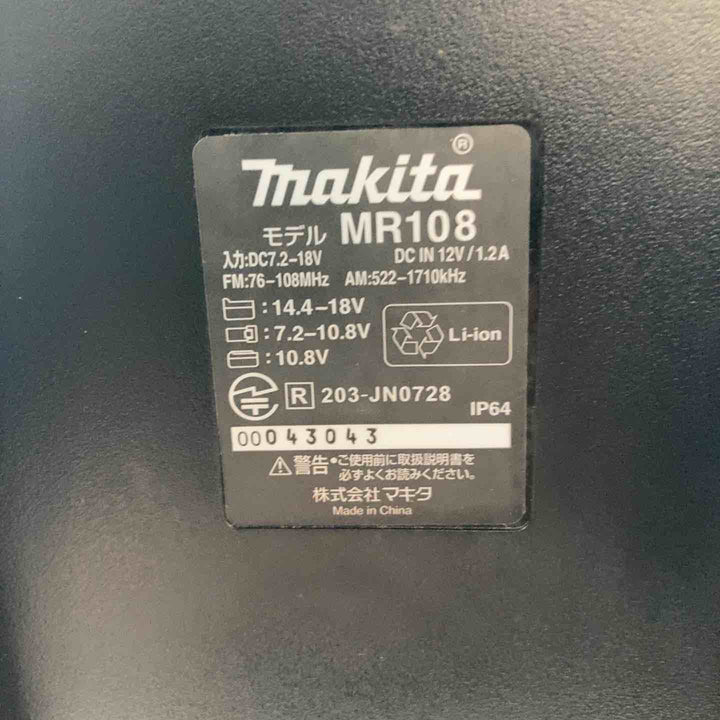 makita®
モデル MR108
入力:DC7.2-18V DC IN 12V/1.2A
FM:76-108MHz AM:522-1710kHz
:14.4-18V
:7.2-10.8V
:10.8V
Li-ion
R 203-JN0728
IP64
00043043
警告・ご使用前に取扱説明書を
必ずよくお読みください。
株式会社マキタ
Made in China